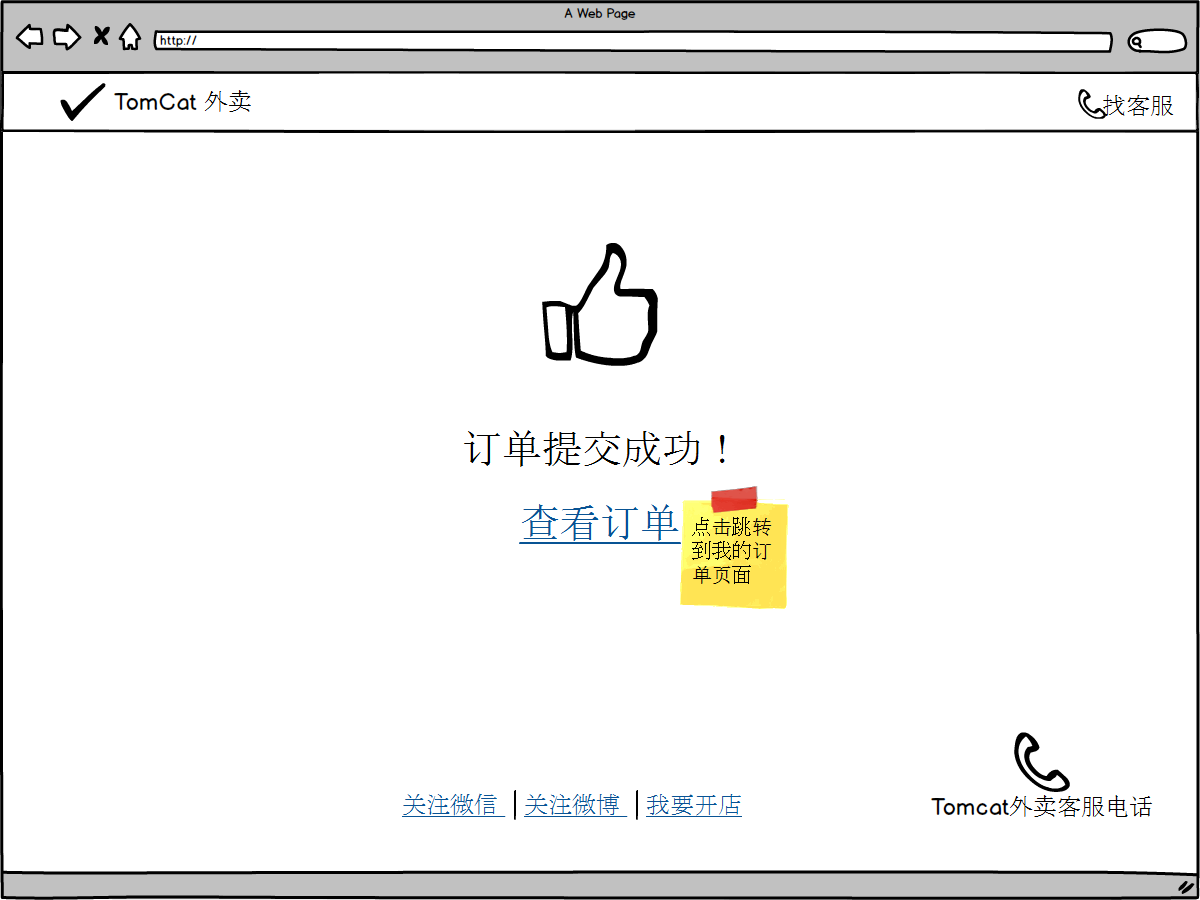 A Web Page
http://
TomCat 外卖
找客服
订单提交成功！
查看订单
点击跳转
到我的订
单页面
关注微信
关注微博
我要开店
Tomcat外卖客服电话